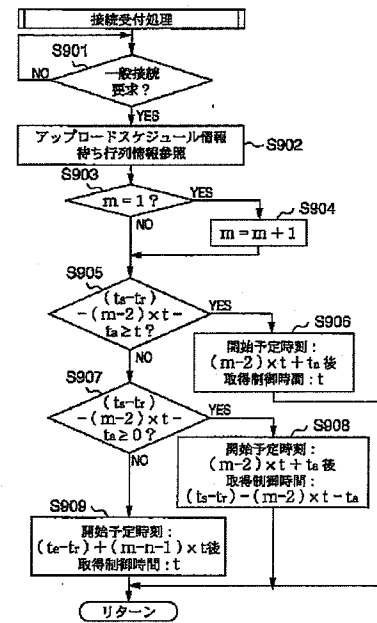 接続受付処理
S901
一般接続
要求？
NO
YES
アップロードスケジュール情報
待ち行列情報参照
S902
S903
m=1？
YES
NO
S904
m=m+1
S905
(ts-tr)
-(m-2)×t-
ta≥t？
YES
NO
S906
開始予定時刻：
(m-2)×t+ta後
取得制御時間：t
S907
(ts-tr)
-(m-2)×t-
ta≥0？
YES
NO
S908
開始予定時刻：
(m-2)×t+ta後
取得制御時間：
(ts-tr)-(m-2)×t-ta
S909
開始予定時刻：
(te-tr)+(m-n-1)×t後
取得制御時間：t
リターン